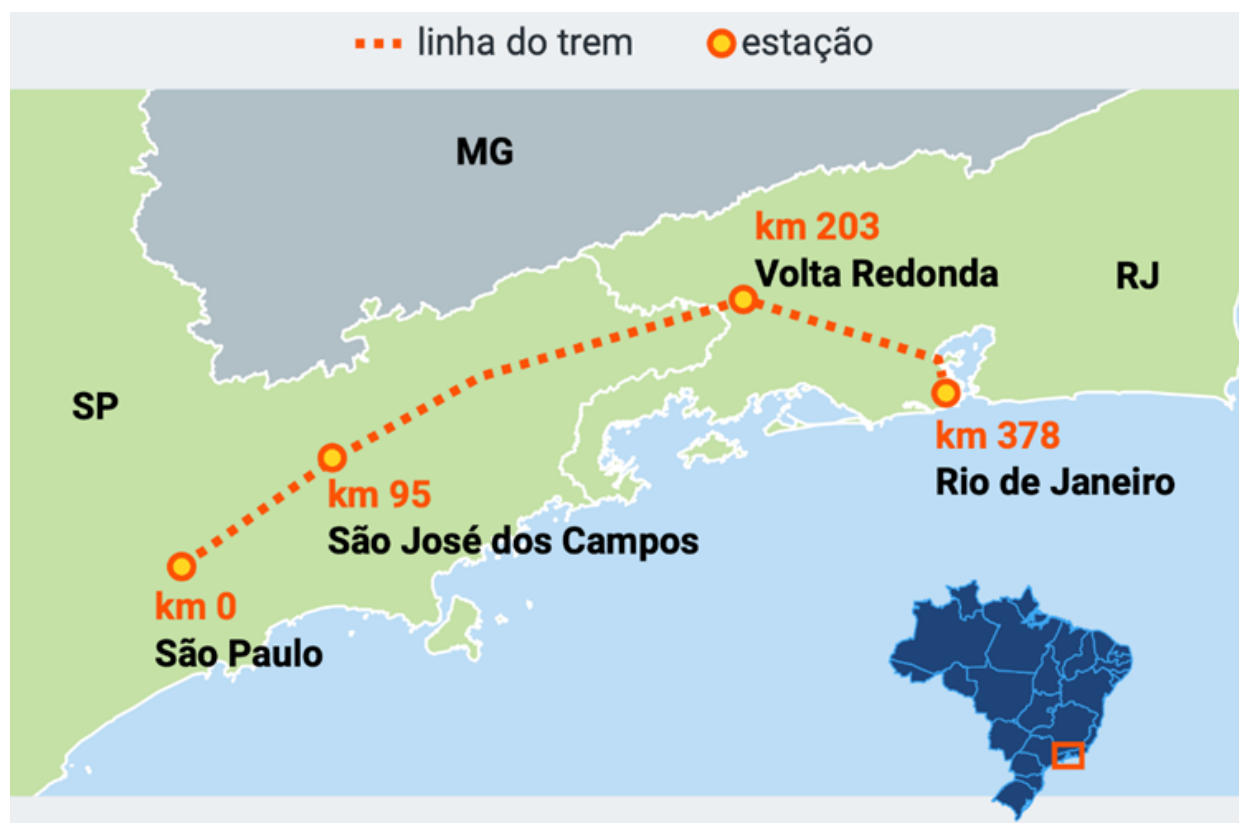 linha do trem estação
MG
km 203
Volta Redonda
RJ
SP
km 378
Rio de Janeiro
km 95
São José dos Campos
km 0
São Paulo